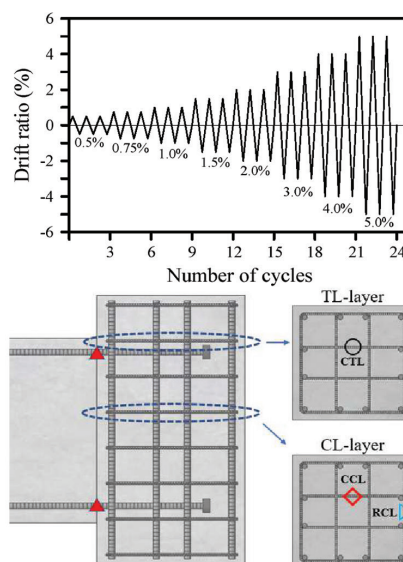 6
4
2
0
-2
-4
-6
Drift ratio (%)
0.5%
0.75%
1.0%
1.5%
2.0%
3.0%
4.0%
5.0%
3 6 9 12 15 18 21 24
Number of cycles
TL-layer
CTL
CL-layer
CCL
RCL